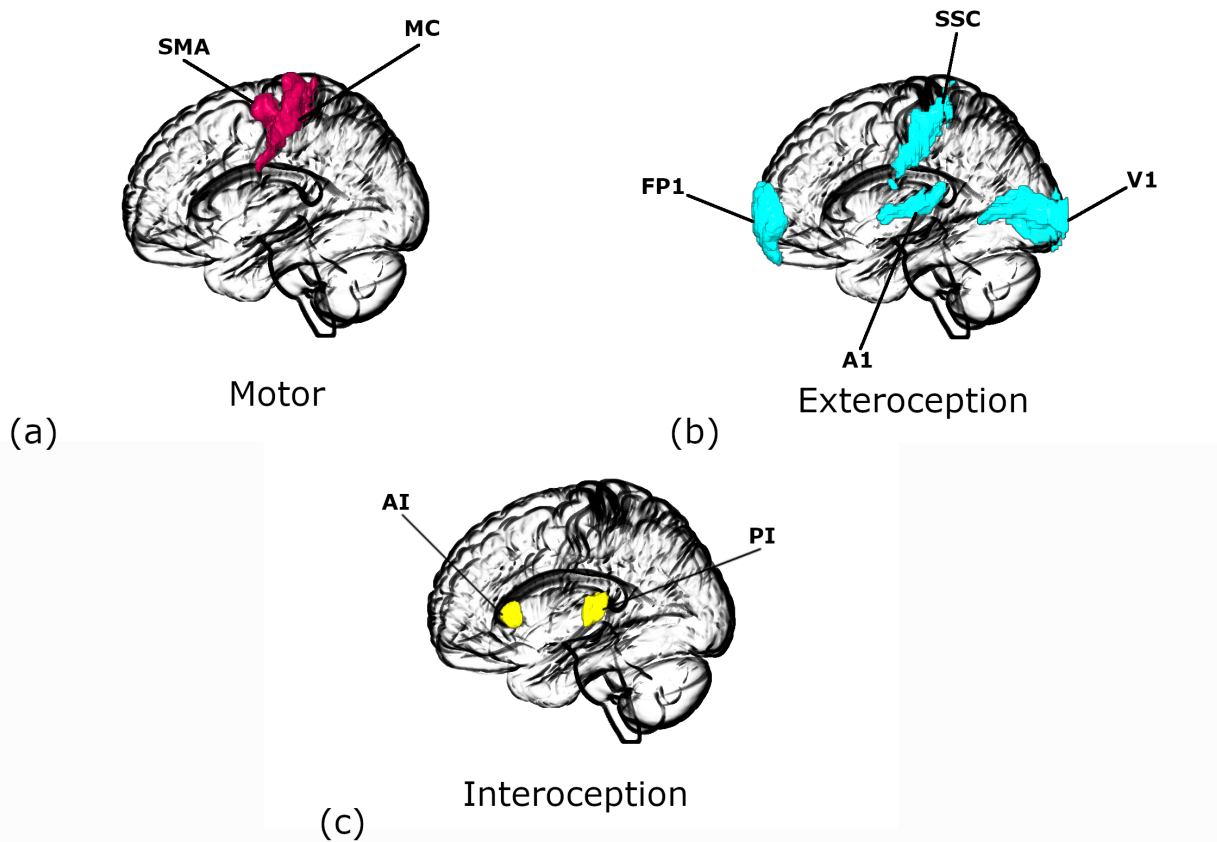 SMA
MC
Motor
(a)
SSC
FP1
V1
A1
Exteroception
(b)
AI
PI
Interoception
(c)